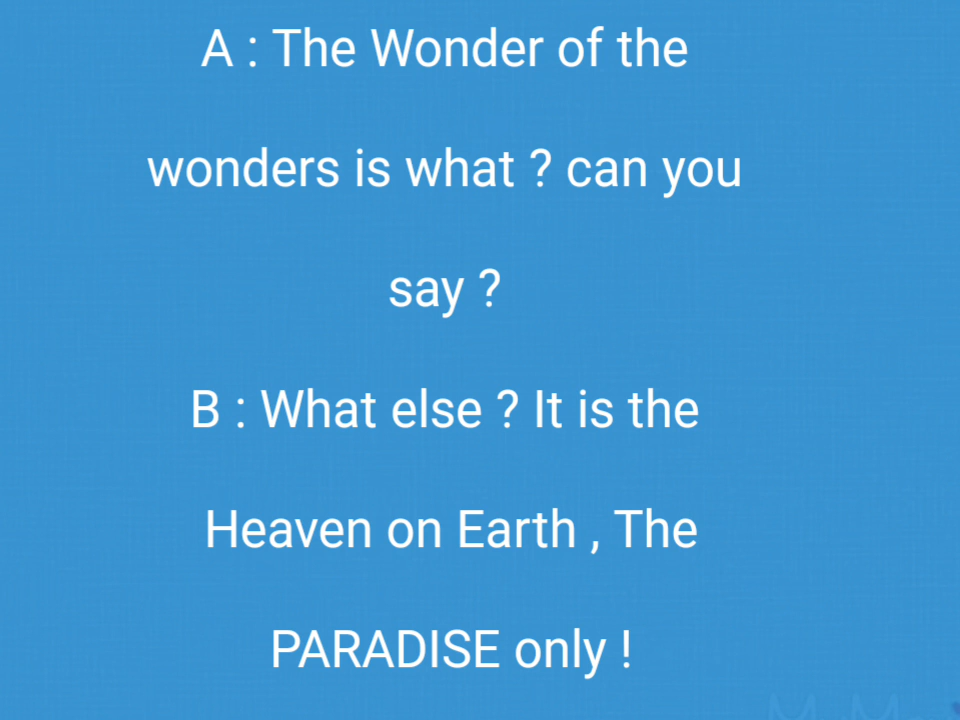 A : The Wonder of the
wonders is what ? can you
say ?
B : What else ? It is the
Heaven on Earth , The
PARADISE only !